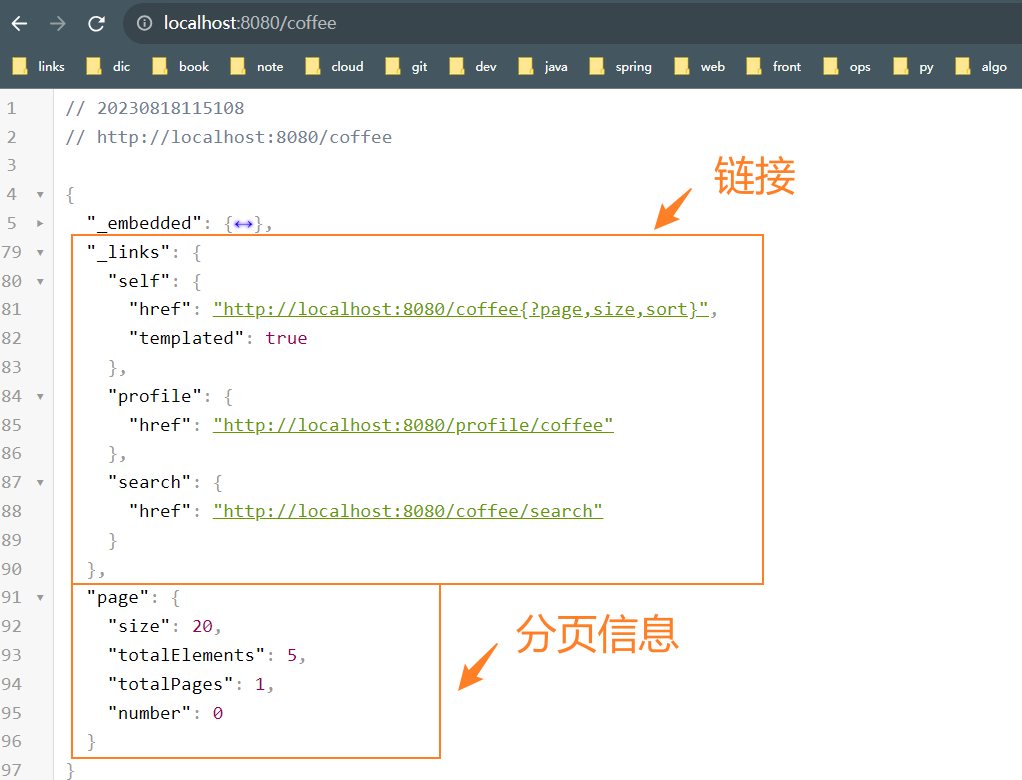 localhost:8080/coffee
links dic book note cloud git dev java spring web front ops py algo
1 // 20230818115108
2 // http://localhost:8080/coffee
3
链接
4 {
5 "_embedded": {↔},
79 "_links": {
80 "self": {
81 "href": "http://localhost:8080/coffee{?page,size,sort}",
82 "templated": true
83 },
84 "profile": {
85 "href": "http://localhost:8080/profile/coffee"
86 },
87 "search": {
88 "href": "http://localhost:8080/coffee/search"
89 }
90 },
91 "page": {
92 "size": 20,
分页信息
93 "totalElements": 5,
94 "totalPages": 1,
95 "number": 0
96 }
97 }